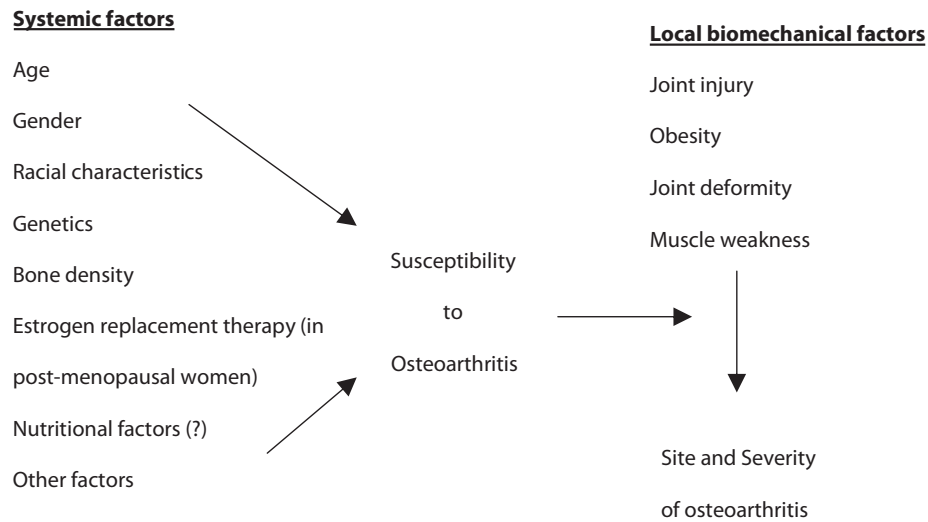 Systemic factors
Age
Gender
Racial characteristics
Genetics
Bone density
Estrogen replacement therapy (in
post-menopausal women)
Nutritional factors (?)
Other factors
Susceptibility
to
Osteoarthritis
Local biomechanical factors
Joint injury
Obesity
Joint deformity
Muscle weakness
Site and Severity
of osteoarthritis